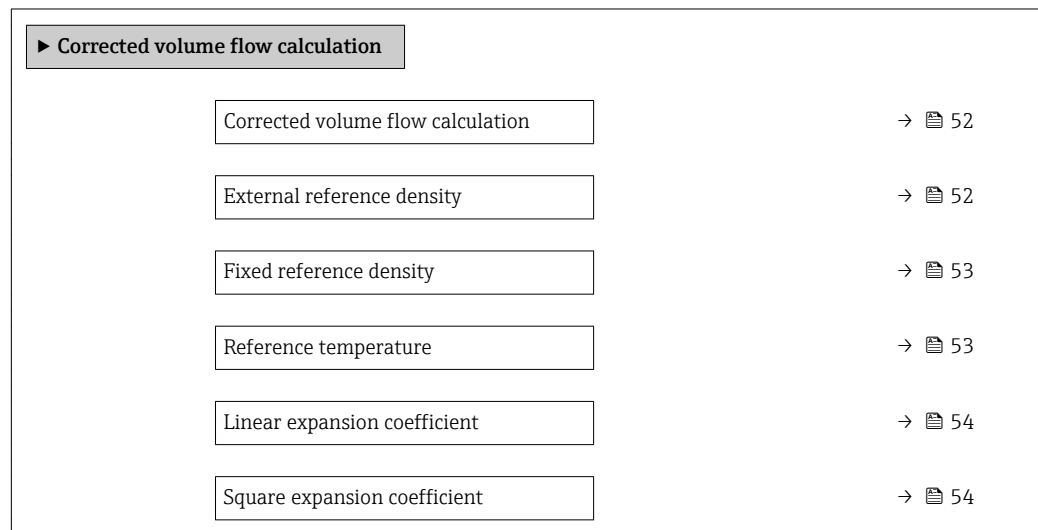 ▶ Corrected volume flow calculation
Corrected volume flow calculation → 52
External reference density → 52
Fixed reference density → 53
Reference temperature → 53
Linear expansion coefficient → 54
Square expansion coefficient → 54